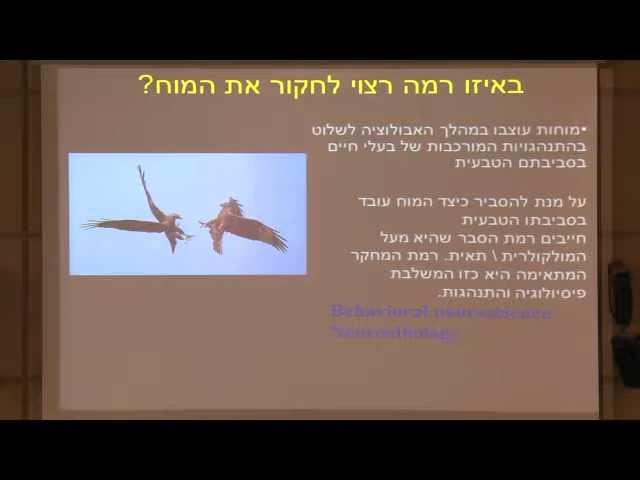 באיזו רמה רצוי לחקור את המוח?
•מוחות עוצבו במהלך האבולוציה לשלוט
בהתנהגויות המורכבות של בעלי חיים
בסביבתם הטבעית
על מנת להסביר כיצד המוח עובד
בסביבתו הטבעית
חייבים רמת הסבר שהיא מעל
המולקולרית \ תאית. רמת המחקר
המתאימה היא כזו המשלבת
פיסיולוגיה והתנהגות.
Behavioral neuroscience
Neuroethology